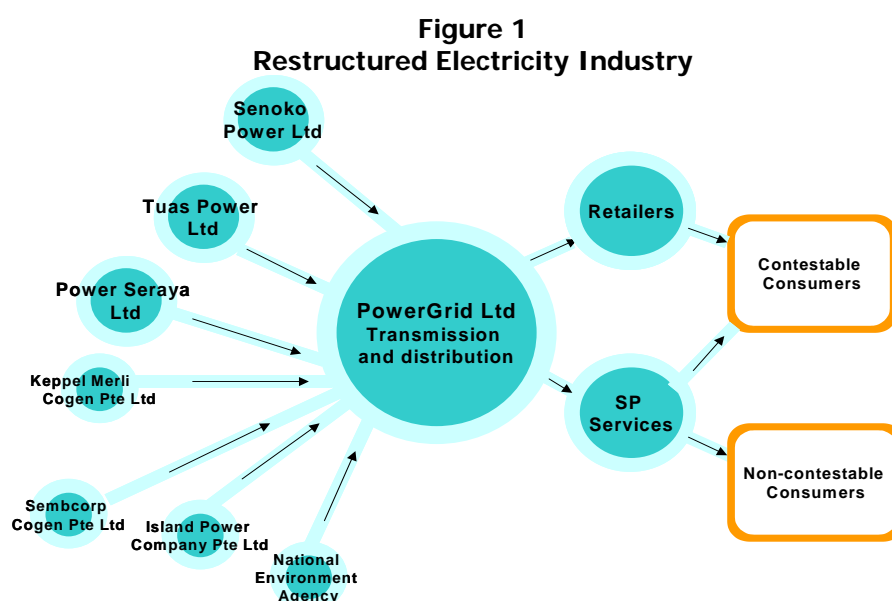 Figure 1
Restructured Electricity Industry
Senoko
Power Ltd
Tuas Power
Ltd
Power Seraya
Ltd
Keppel Merli
Cogen Pte Ltd
Sembcorp
Cogen Pte Ltd
Island Power
Company Pte Ltd
National
Environment
Agency
PowerGrid Ltd
Transmission
and distribution
Retailers
SP
Services
Contestable
Consumers
Non-contestable
Consumers